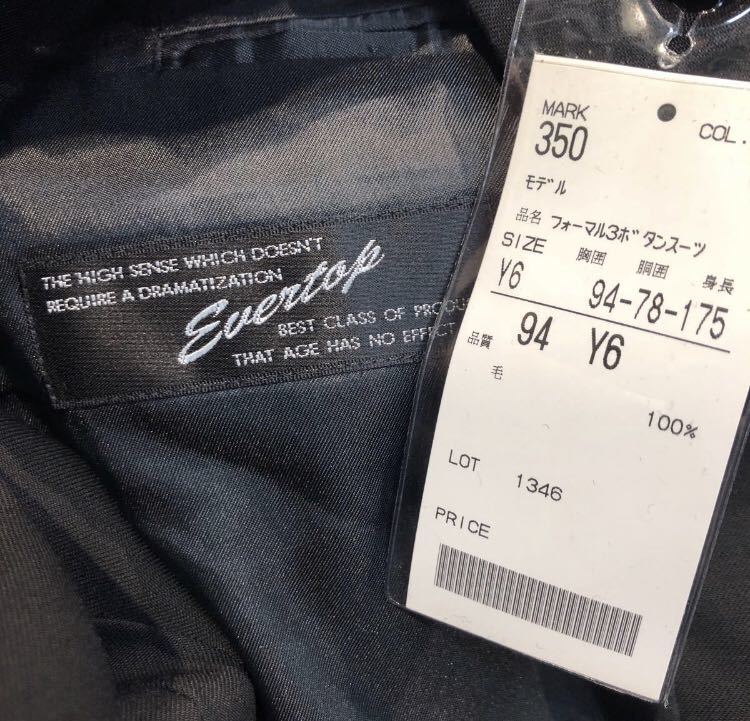 THE HIGH SENSE WHICH DOESN'T
REQUIRE A DRAMATIZATION
Evertop
BEST CLASS OF
THAT AGE HAS NO EFFECT
MARK
350
COL.
モデル
品名 フォーマル3ボタンスーツ
SIZE 胸囲 胴囲 身長
Y6 94-78-175
品質 94 Y6
毛
100%
LOT 1346
PRICE